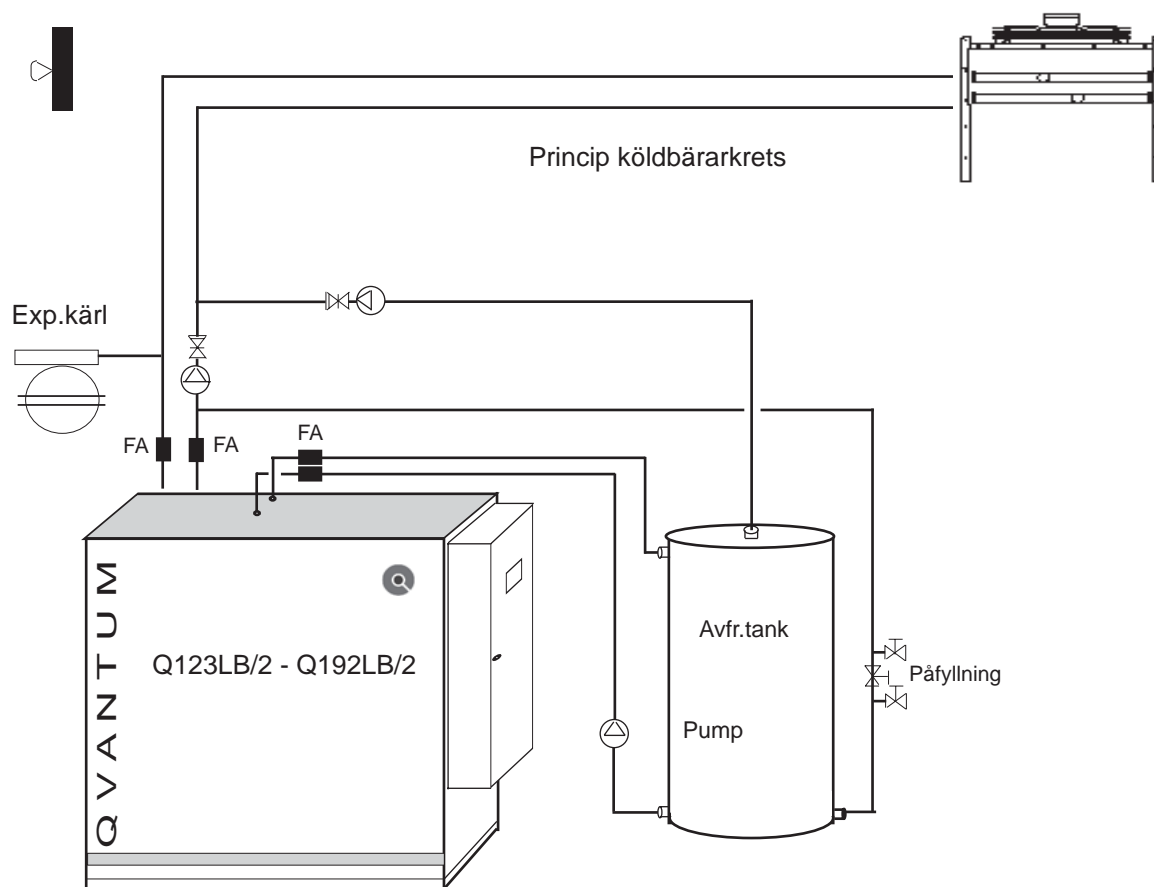 Princip köldbärarkrets
Exp.kärl
FA
FA
FA
QVANTUM
Q123LB/2 - Q192LB/2
Avfr.tank
Påfyllning
Pump